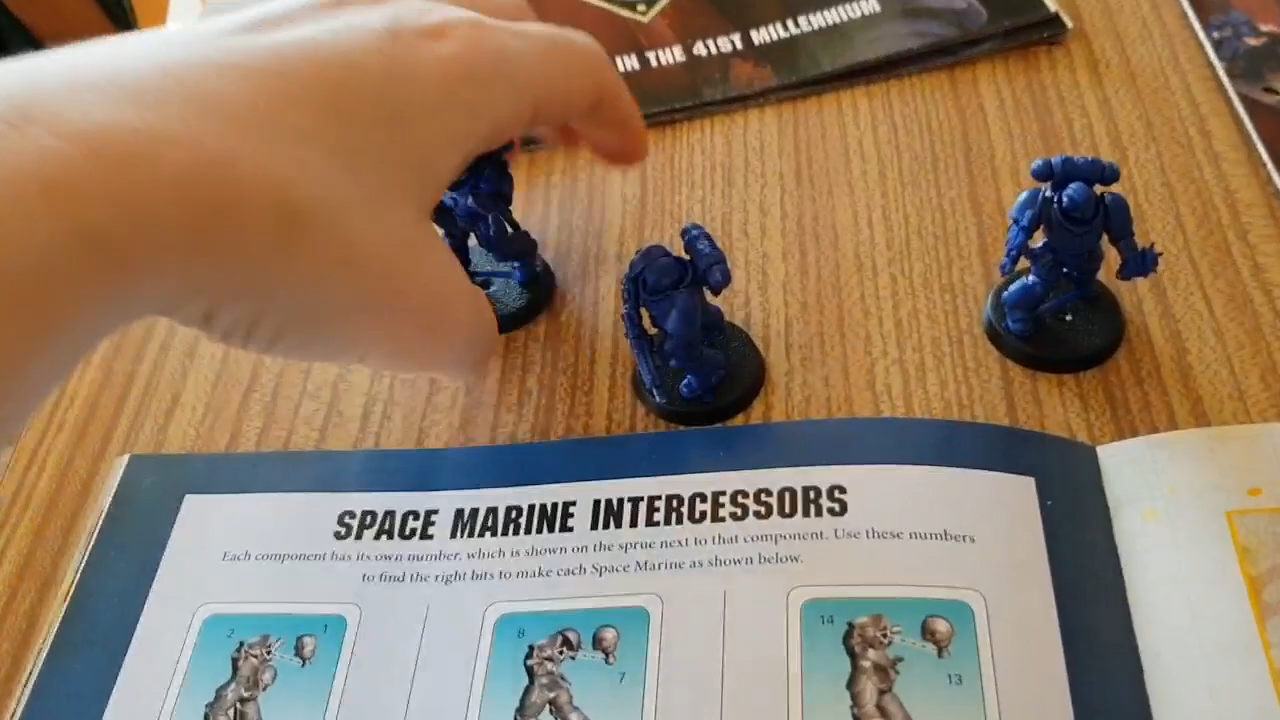 IN THE 41ST MILLENNIUM
SPACE MARINE INTERCESSORS
Each component has its own number, which is shown on the sprue next to that component. Use these numbers
to find the right bits to make each Space Marine as shown below.
2 1
8
7
14
13